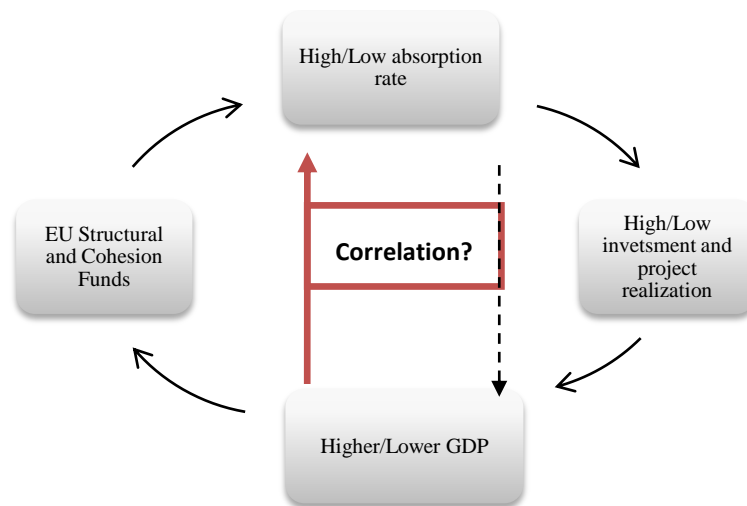 High/Low absorption
rate
EU Structural
and Cohesion
Funds
Correlation?
High/Low
invetsment and
project
realization
Higher/Lower GDP